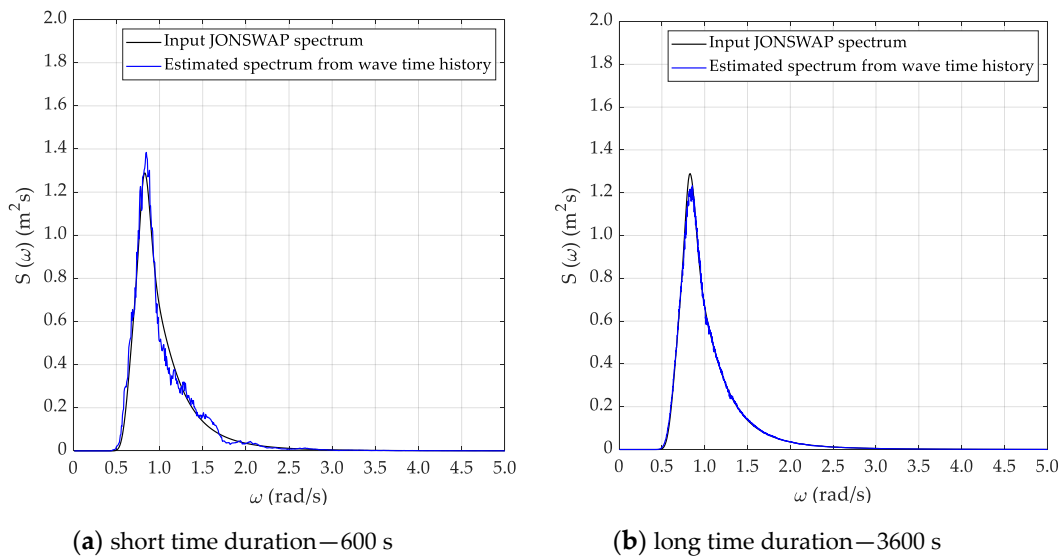 2.0
1.8
1.6
1.4
1.2
1.0
0.8
0.6
0.4
0.2
0
S (ω) (m²s)
Input JONSWAP spectrum
Estimated spectrum from wave time history
0 0.5 1.0 1.5 2.0 2.5 3.0 3.5 4.0 4.5 5.0
ω (rad/s)
(a) short time duration—600 s
2.0
1.8
1.6
1.4
1.2
1.0
0.8
0.6
0.4
0.2
0
S (ω) (m²s)
Input JONSWAP spectrum
Estimated spectrum from wave time history
0 0.5 1.0 1.5 2.0 2.5 3.0 3.5 4.0 4.5 5.0
ω (rad/s)
(b) long time duration—3600 s